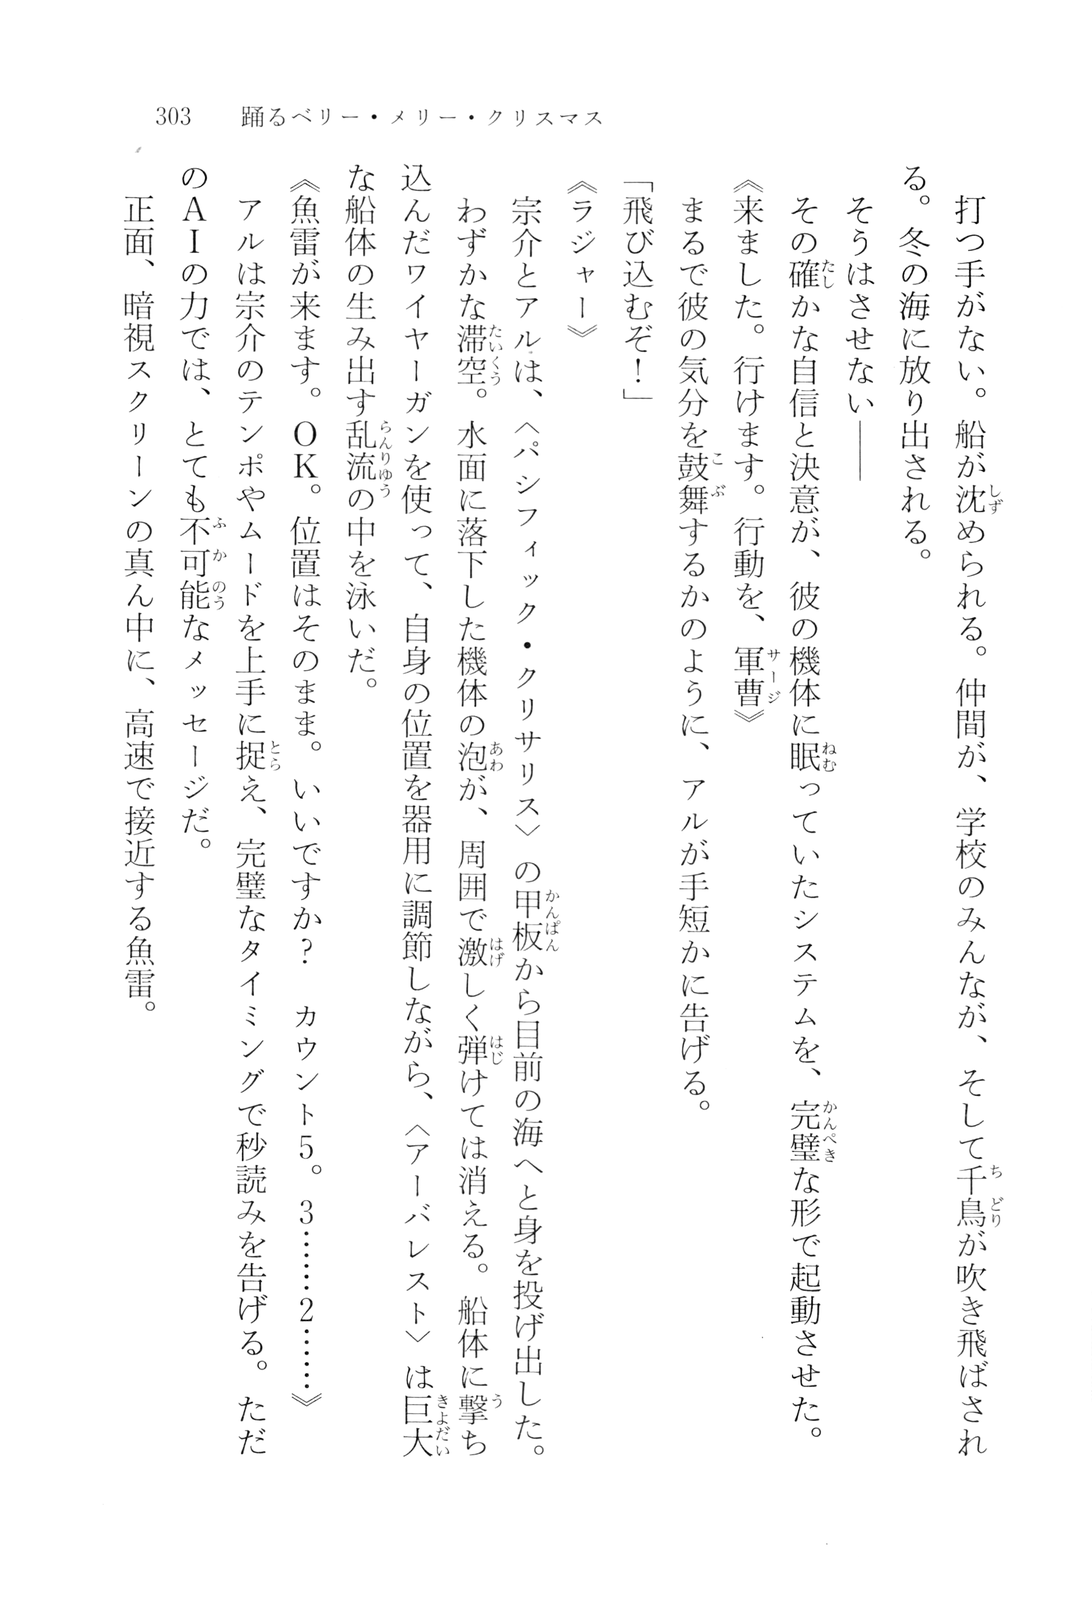 303 踊るベリー・メリー・クリスマス
打つ手がない。船が沈められる。仲間が、学校のみんなが、そして千鳥が吹き飛ばされ
る。冬の海に放り出される。
そうはさせない――
その確かな自信と決意が、彼の機体に眠っていたシステムを、完璧な形で起動させた。
《来ました。行けます。行動を、軍曹》
まるで彼の気分を鼓舞するかのように、アルが手短かに告げる。
「飛び込むぞ！」
《ラジャー》
宗介とアルは、〈パシフィック・クリサリス〉の甲板から目前の海へと身を投げ出した。
わずかな滞空。水面に落下した機体の泡が、周囲で激しく弾けては消える。船体に撃ち
込んだワイヤーガンを使って、自身の位置を器用に調節しながら、〈アーバレスト〉は巨大
な船体の生み出す乱流の中を泳いだ。
《魚雷が来ます。OK。位置はそのまま。いいですか？　カウント5。3……2……》
アルは宗介のテンポやムードを上手に捉え、完璧なタイミングで秒読みを告げる。ただ
のAIの力では、とても不可能なメッセージだ。
正面、暗視スクリーンの真ん中に、高速で接近する魚雷。